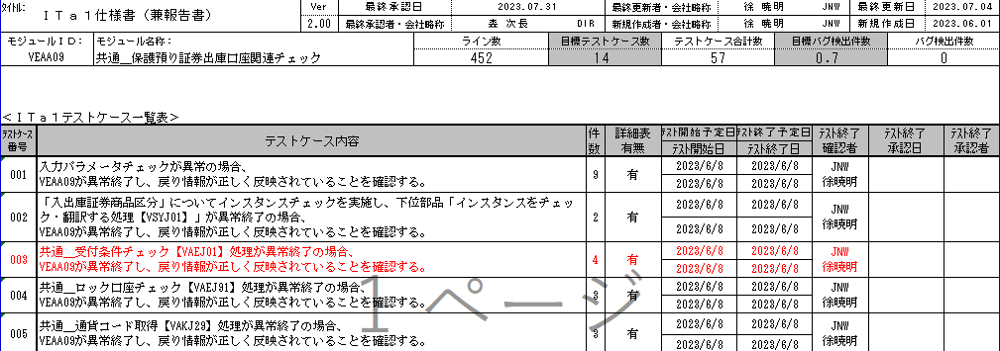 ﾀｲﾄﾙ:
ＩＴａ１仕様書（兼報告書）
Ver
2.00
最終承認日 2023.07.31 最終更新者・会社略称 徐 暁明 JNW 最終更新日 2023.07.04
最終承認者・会社略称 森 次長 DIR 新規作成者・会社略称 徐 暁明 JNW 新規作成日 2023.06.01
モジュールＩＤ: モジュール名称: ライン数 目標テストケース数 テストケース合計数 目標バグ検出件数 バグ検出件数
VEAA09 共通__保護預り証券出庫口座関連チェック 452 14 57 0.7 0
＜ＩＴａ１テストケース一覧表＞
ﾃｽﾄｹｰｽ番号 テストケース内容 件数 詳細表有無 ﾃｽﾄ開始予定日 ﾃｽﾄ終了予定日 ﾃｽﾄ終了確認者 ﾃｽﾄ終了承認日 ﾃｽﾄ終了承認者
ﾃｽﾄ開始日 ﾃｽﾄ終了日
001 入力パラメータチェックが異常の場合、 9 有 2023/6/8 2023/6/8 JNW
VEAA09が異常終了し、戻り情報が正しく反映されていることを確認する。 2023/6/8 2023/6/8 徐暁明
002 「入出庫証券商品区分」についてインスタンスチェックを実施し、下位部品「インスタンスをチェッ 2 有 2023/6/8 2023/6/8 JNW
ク・翻訳する処理【VSYJ01】」が異常終了の場合、
VEAA09が異常終了し、戻り情報が正しく反映されていることを確認する。 2023/6/8 2023/6/8 徐暁明
003 共通__受付条件チェック【VAEJ01】処理が異常終了の場合、 4 有 2023/6/8 2023/6/8 JNW
VEAA09が異常終了し、戻り情報が正しく反映されていることを確認する。 2023/6/8 2023/6/8 徐暁明
004 共通__ロック口座チェック【VAEJ91】処理が異常終了の場合、 3 有 2023/6/8 2023/6/8 JNW
VEAA09が異常終了し、戻り情報が正しく反映されていることを確認する。 2023/6/8 2023/6/8 徐暁明
005 共通__通貨コード取得【VAKJ29】処理が異常終了の場合、 3 有 2023/6/8 2023/6/8 JNW
VEAA09が異常終了し、戻り情報が正しく反映されていることを確認する。 2023/6/8 2023/6/8 徐暁明
1 ページ